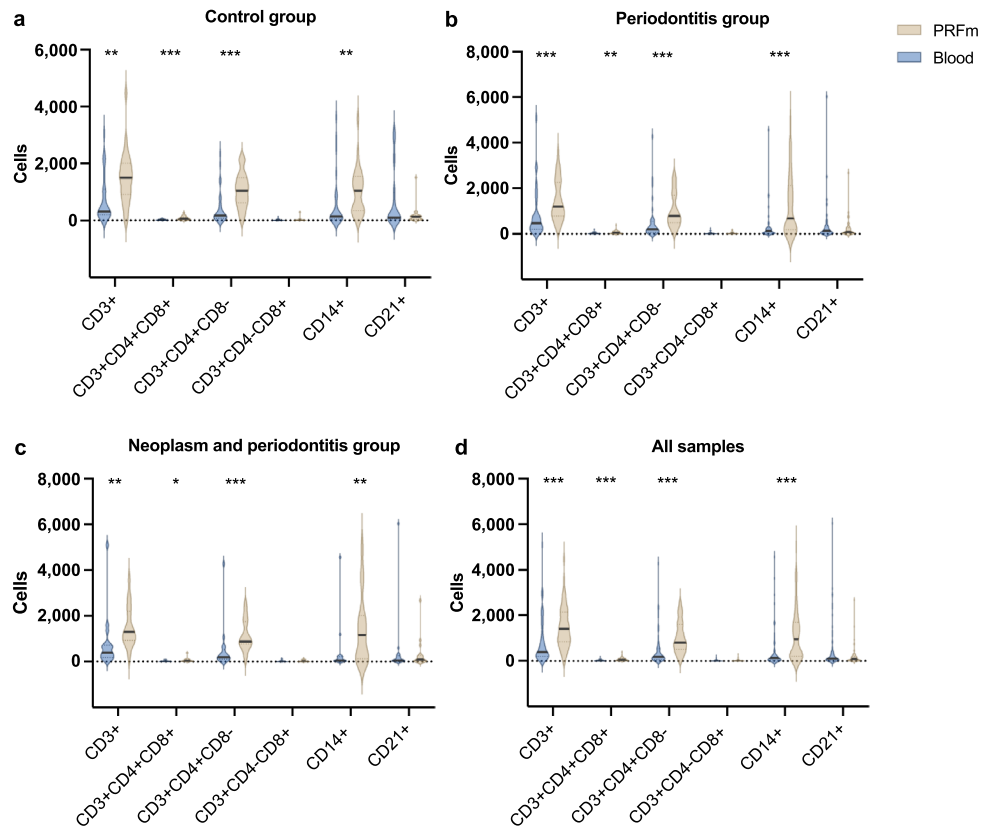 a
Control group
6,000
4,000
2,000
0
Cells
** *** *** **
CD3+
CD3+CD4+CD8+
CD3+CD4+CD8-
CD3+CD4-CD8+
CD14+
CD21+
b
Periodontitis group
8,000
6,000
4,000
2,000
0
Cells
*** ** *** ***
CD3+
CD3+CD4+CD8+
CD3+CD4+CD8-
CD3+CD4-CD8+
CD14+
CD21+
PRFm
Blood
c
Neoplasm and periodontitis group
8,000
6,000
4,000
2,000
0
Cells
** * *** **
CD3+
CD3+CD4+CD8+
CD3+CD4+CD8-
CD3+CD4-CD8+
CD14+
CD21+
d
All samples
8,000
6,000
4,000
2,000
0
Cells
*** *** *** ***
CD3+
CD3+CD4+CD8+
CD3+CD4+CD8-
CD3+CD4-CD8+
CD14+
CD21+